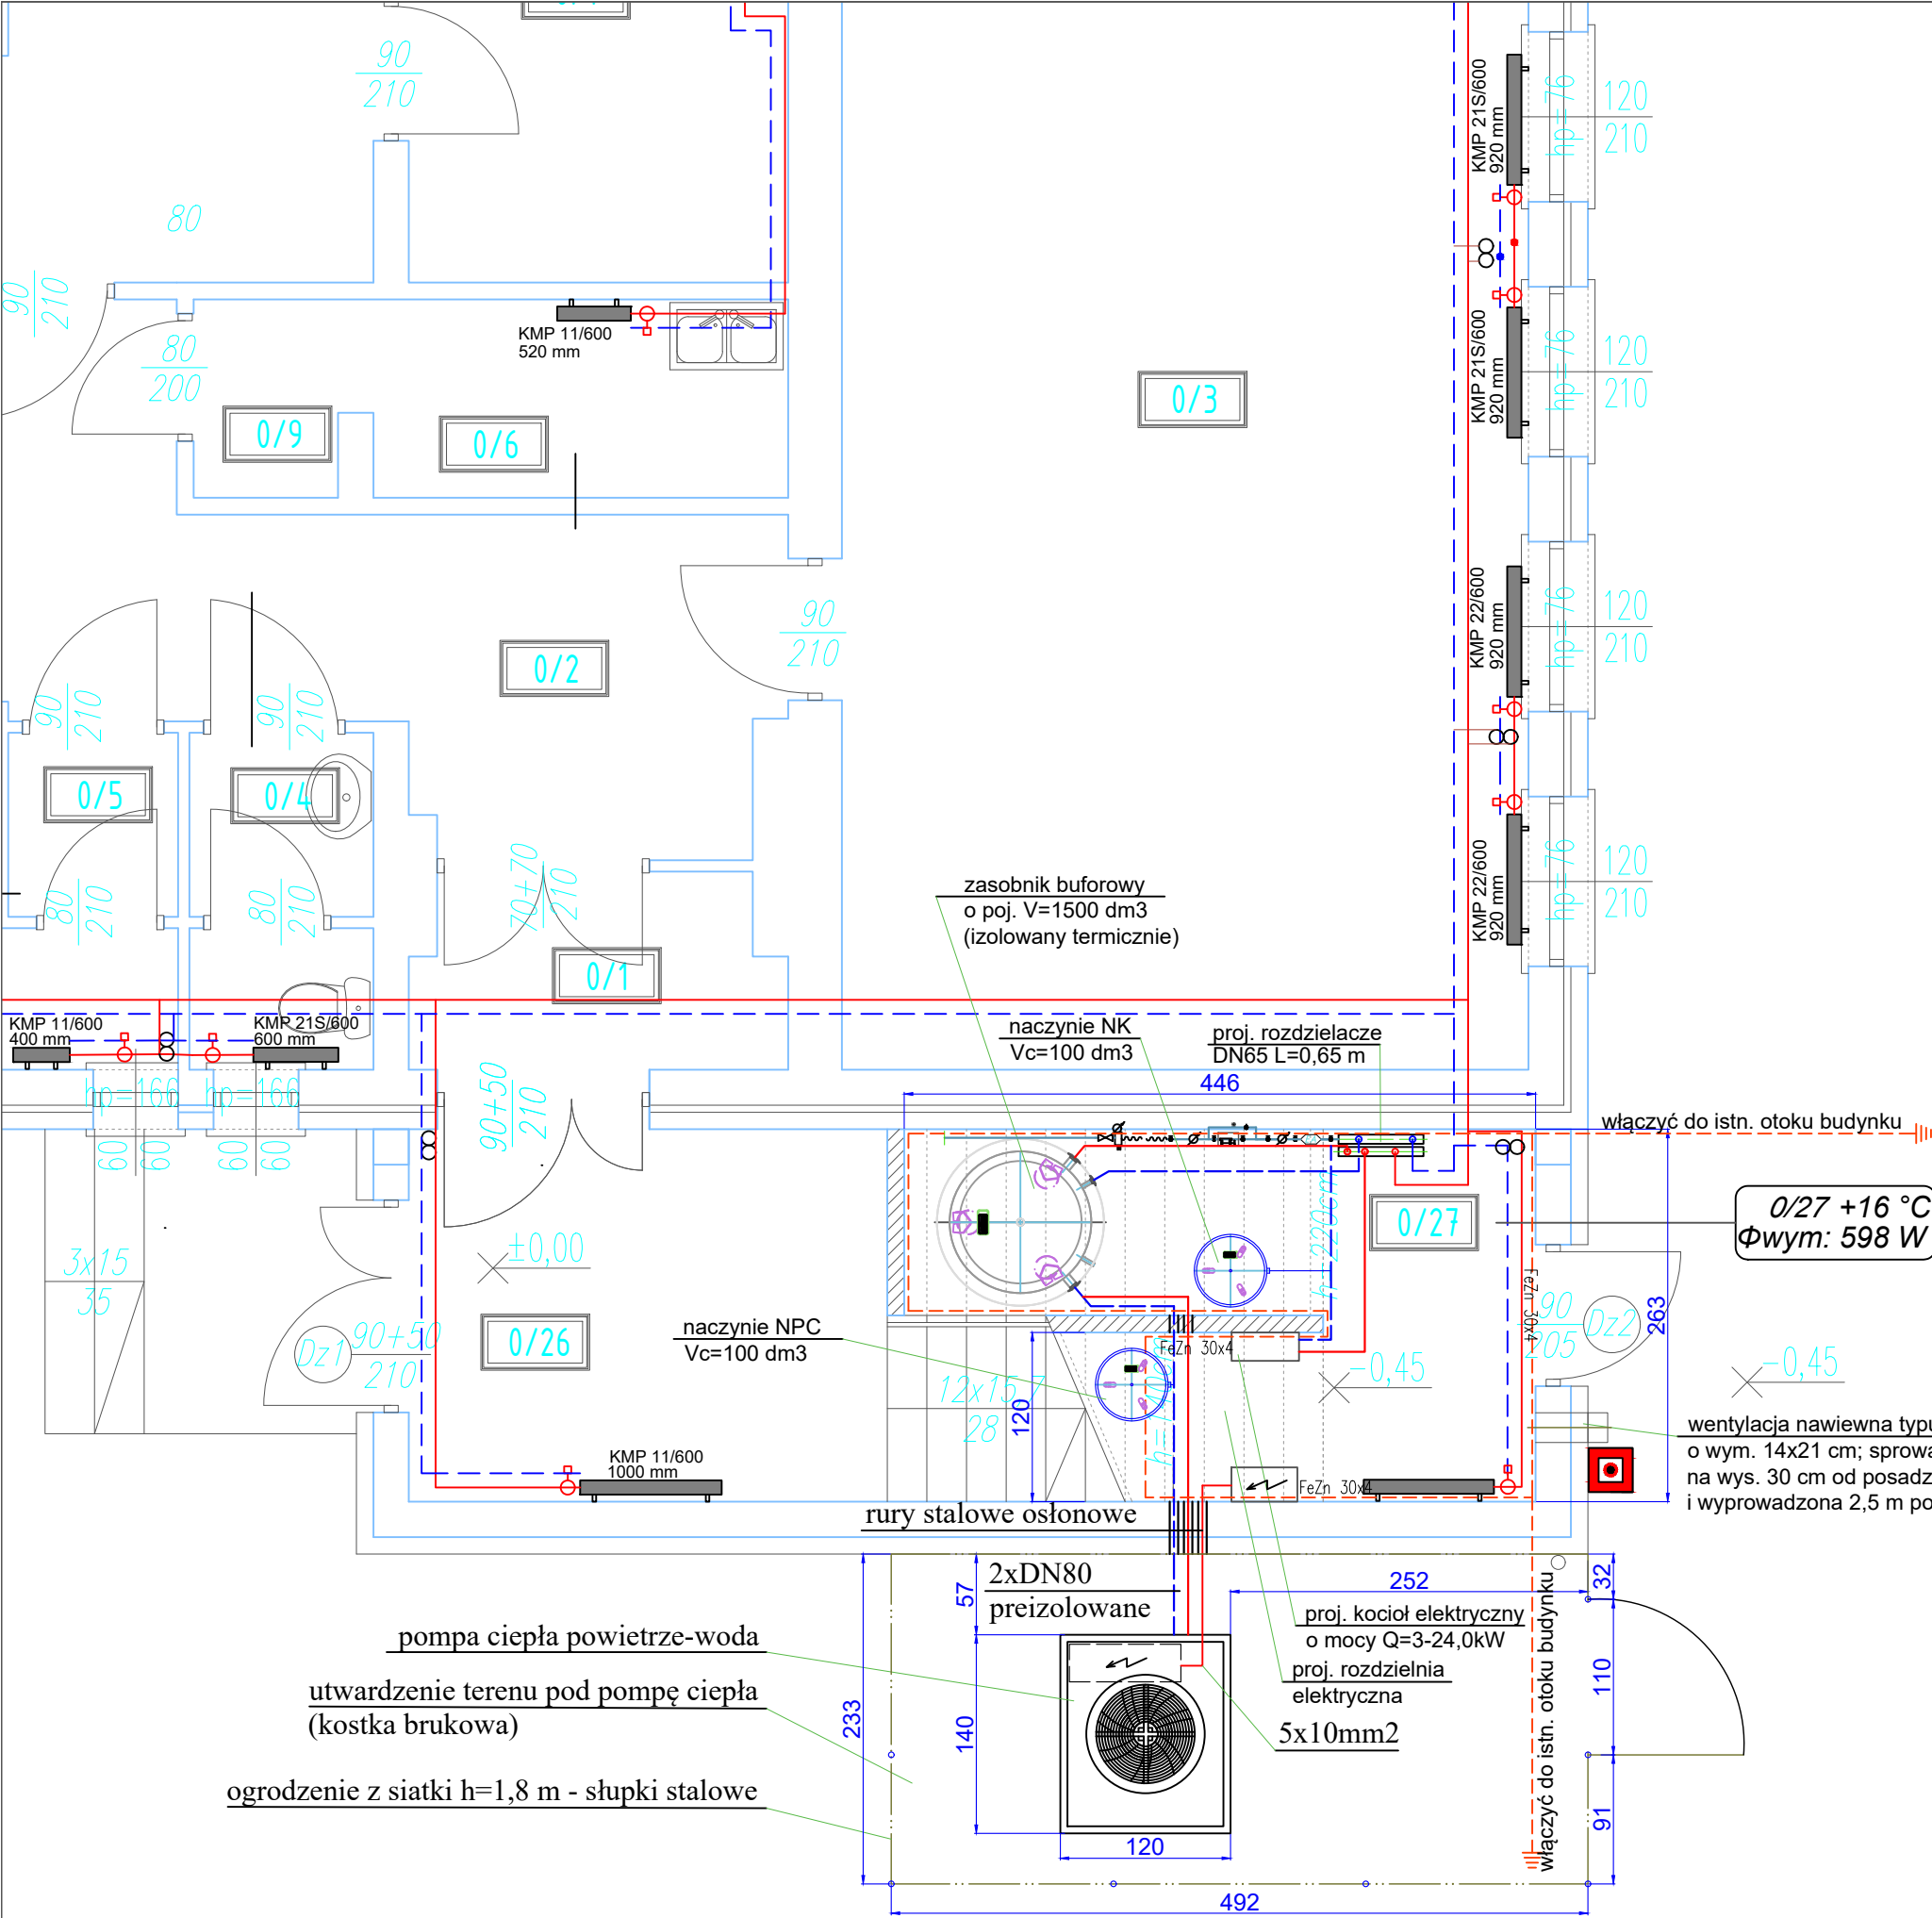 90
210
80
90
210
80
200
KMP 11/600
520 mm
0/9
0/6
0/3
KMP 21S/600
920 mm
hp=76
120
210
KMP 21S/600
920 mm
hp=76
120
210
KMP 22/600
920 mm
hp=76
120
210
KMP 22/600
920 mm
hp=76
120
210
90
210
0/2
90
210
90
210
0/5
0/4
80
210
80
210
70+70
210
0/1
zasobnik buforowy
o poj. V=1500 dm3
(izolowany termicznie)
KMP 11/600
400 mm
KMP 21S/600
600 mm
hp=166
hp=166
60
60
60
60
90+50
210
naczynie NK
Vc=100 dm3
proj. rozdzielacze
DN65 L=0,65 m
446
włączyć do istn. otoku budynku
0/27
0/27 +16 °C
Φwym: 598 W
h=220cm
3x15
35
±0,00
0/26
Dz1
90+50
210
naczynie NPC
Vc=100 dm3
FeZn 30x4
FeZn 30x4
90
205
Dz2
263
-0,45
-0,45
12x15,7
28
120
KMP 11/600
1000 mm
FeZn 30x4
wentylacja nawiewna typu
o wym. 14x21 cm; sprowa
na wys. 30 cm od posadz
i wyprowadzona 2,5 m po
rury stalowe osłonowe
2xDN80
preizolowane
57
252
32
proj. kocioł elektryczny
o mocy Q=3-24,0kW
proj. rozdzielnia
elektryczna
5x10mm2
pompa ciepła powietrze-woda
utwardzenie terenu pod pompę ciepła
(kostka brukowa)
ogrodzenie z siatki h=1,8 m - słupki stalowe
233
140
120
492
110
91
włączyć do istn. otoku budynku